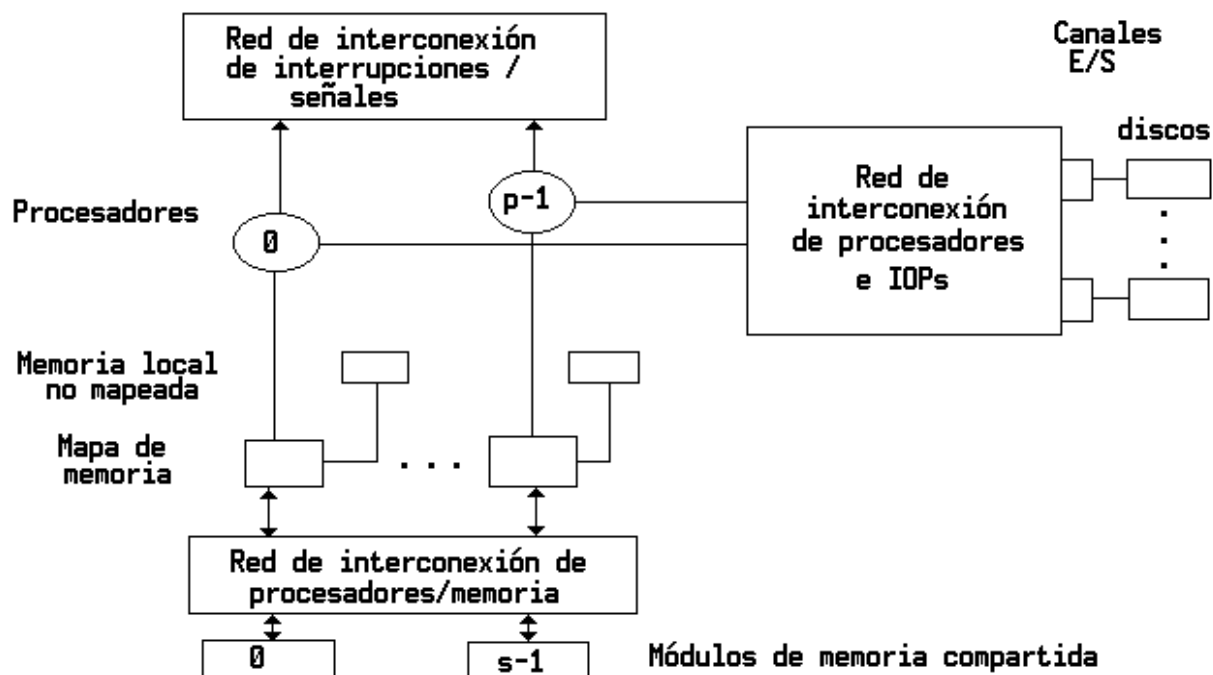 Red de interconexión
de interrupciones /
señales
Canales
E/S
discos
Procesadores
p-1
0
Red de
interconexión
de procesadores
e IOPs
Memoria local
no mapeada
Mapa de
memoria
. . .
Red de interconexión de
procesadores/memoria
0
s-1
Módulos de memoria compartida